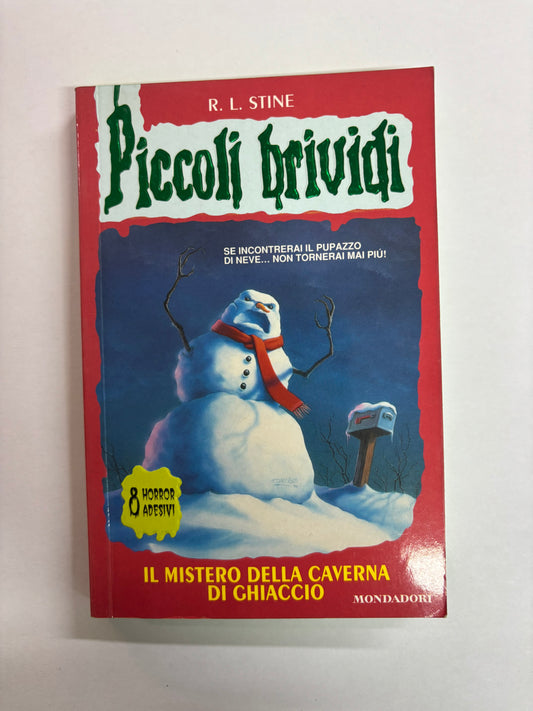 R. L. STINE
Piccoli brividi
SE INCONTRERAI IL PUPAZZO
DI NEVE... NON TORNERAI MAI PIÚ!
8 HORROR
ADESIVI
IL MISTERO DELLA CAVERNA
DI GHIACCIO
MONDADORI